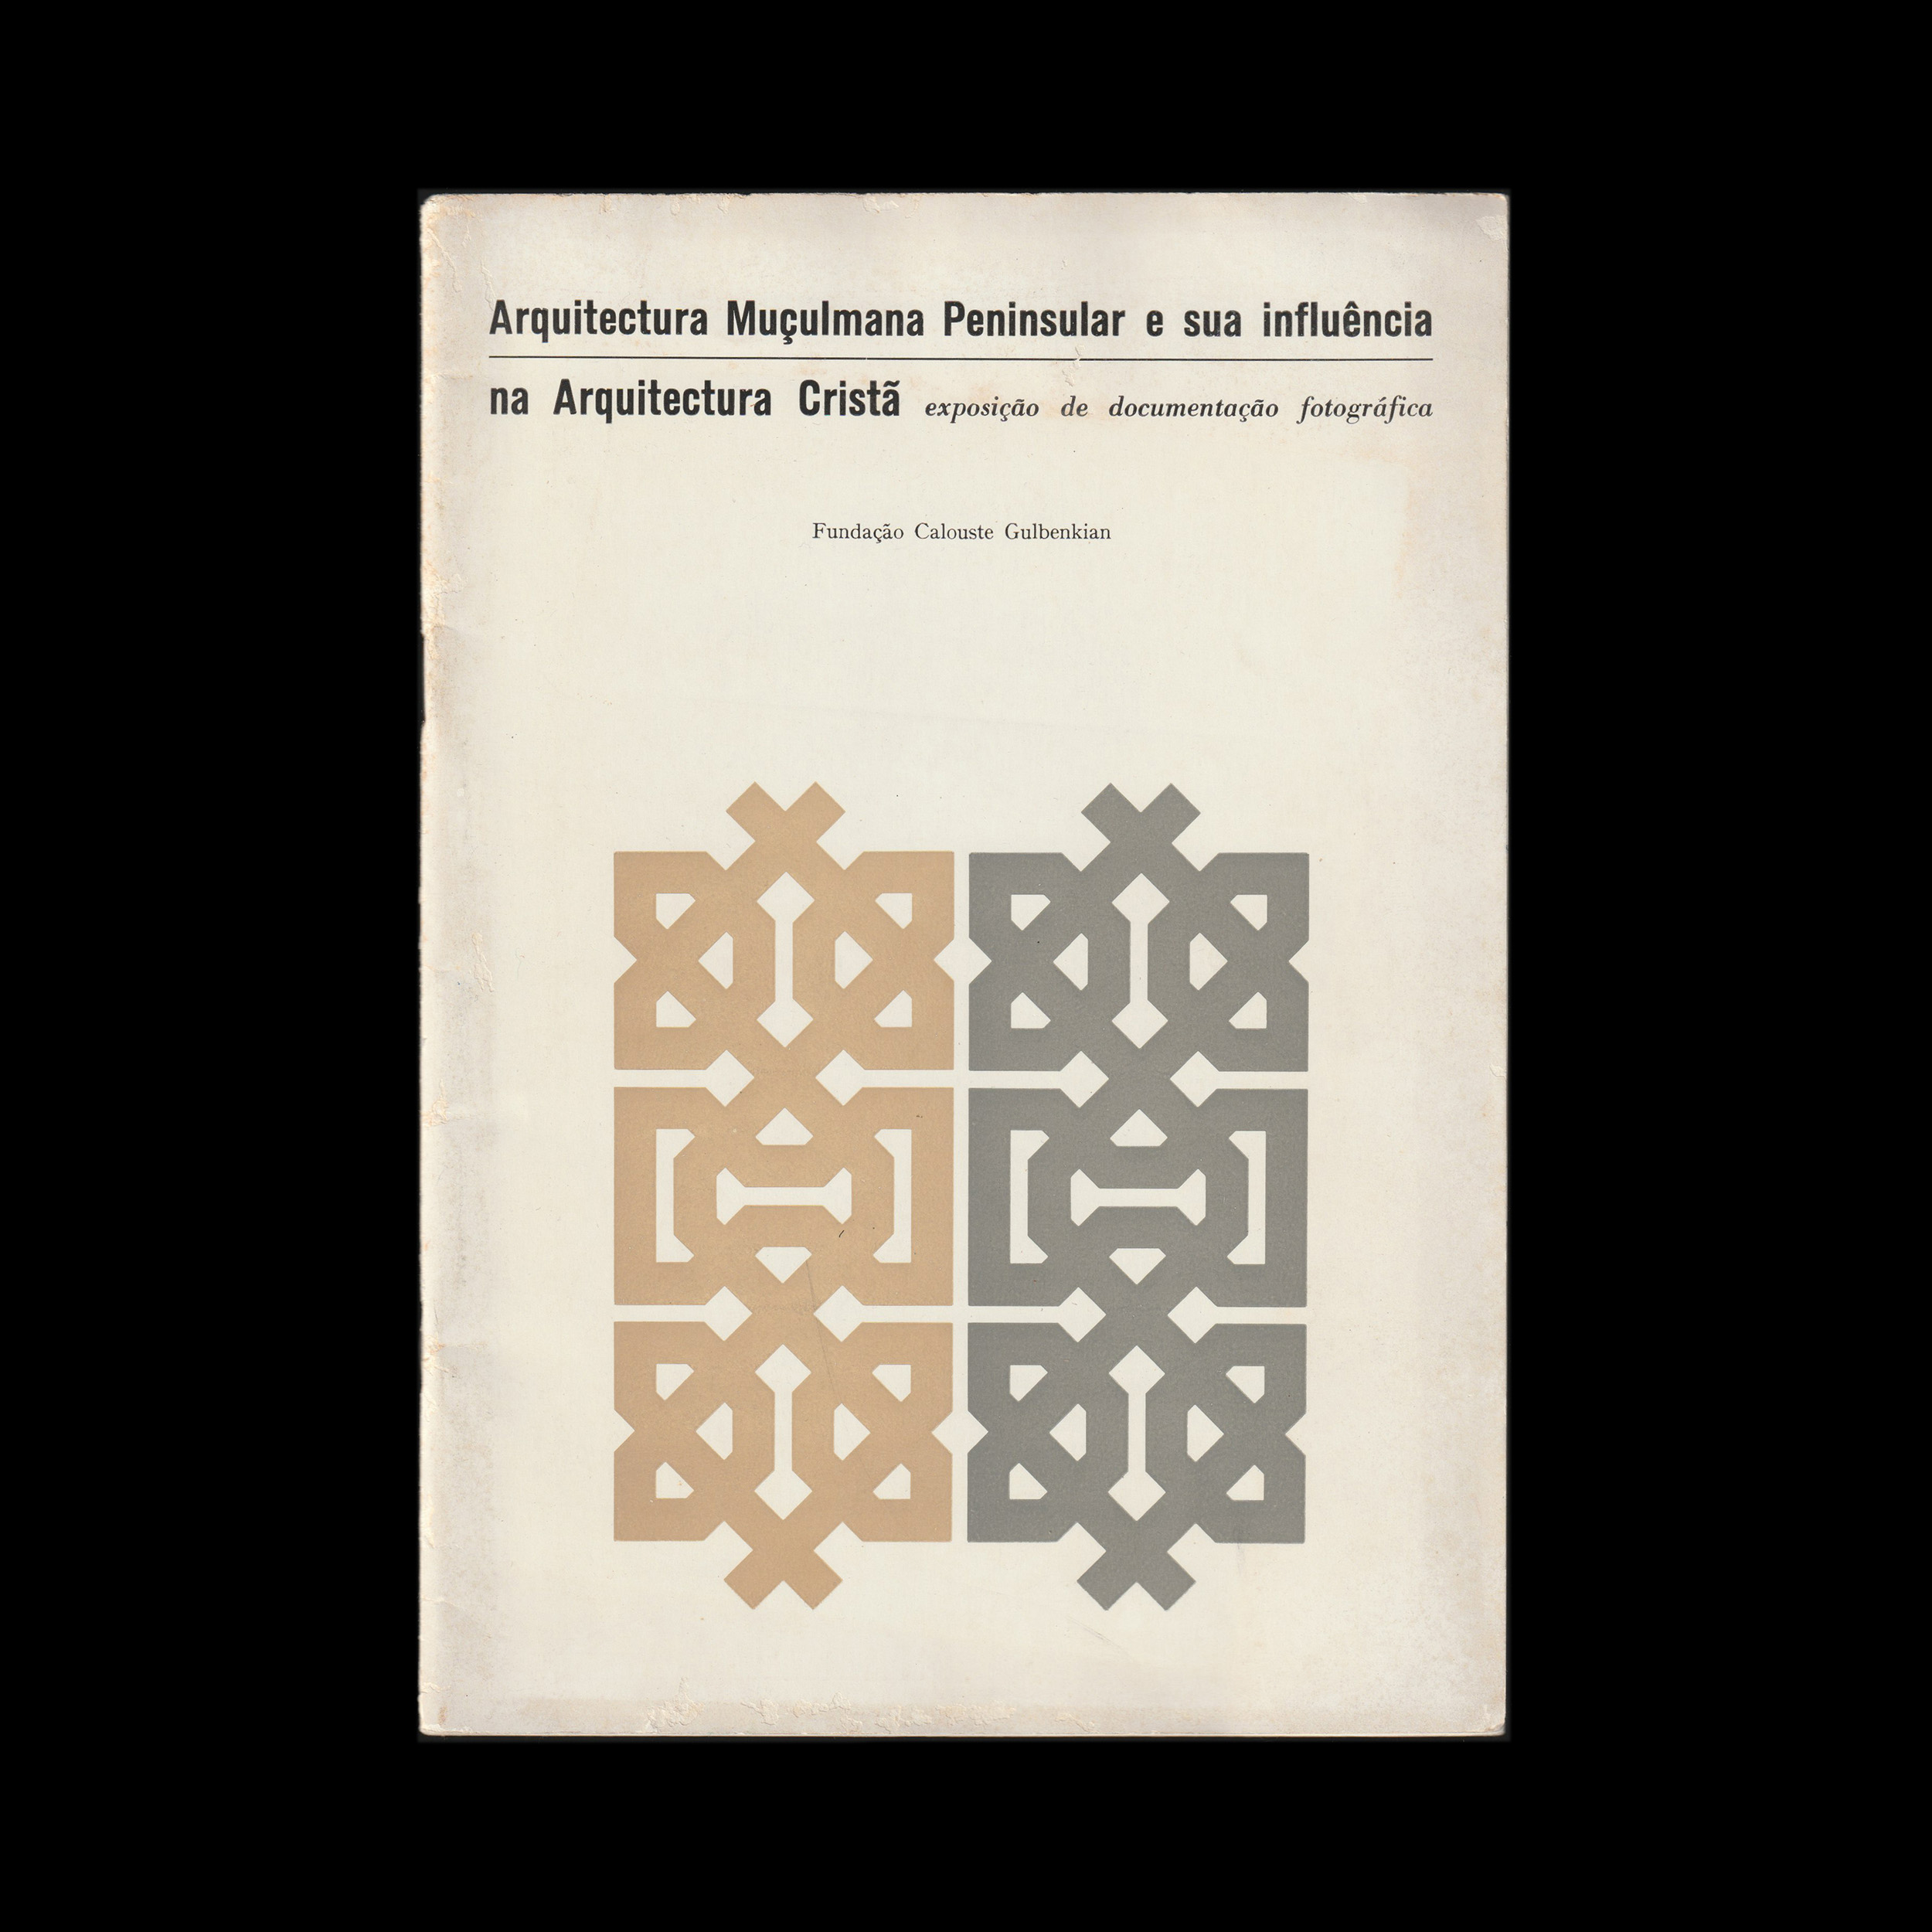 Arquitectura Muçulmana Peninsular e sua influência
na Arquitectura Cristã exposição de documentação fotográfica
Fundação Calouste Gulbenkian